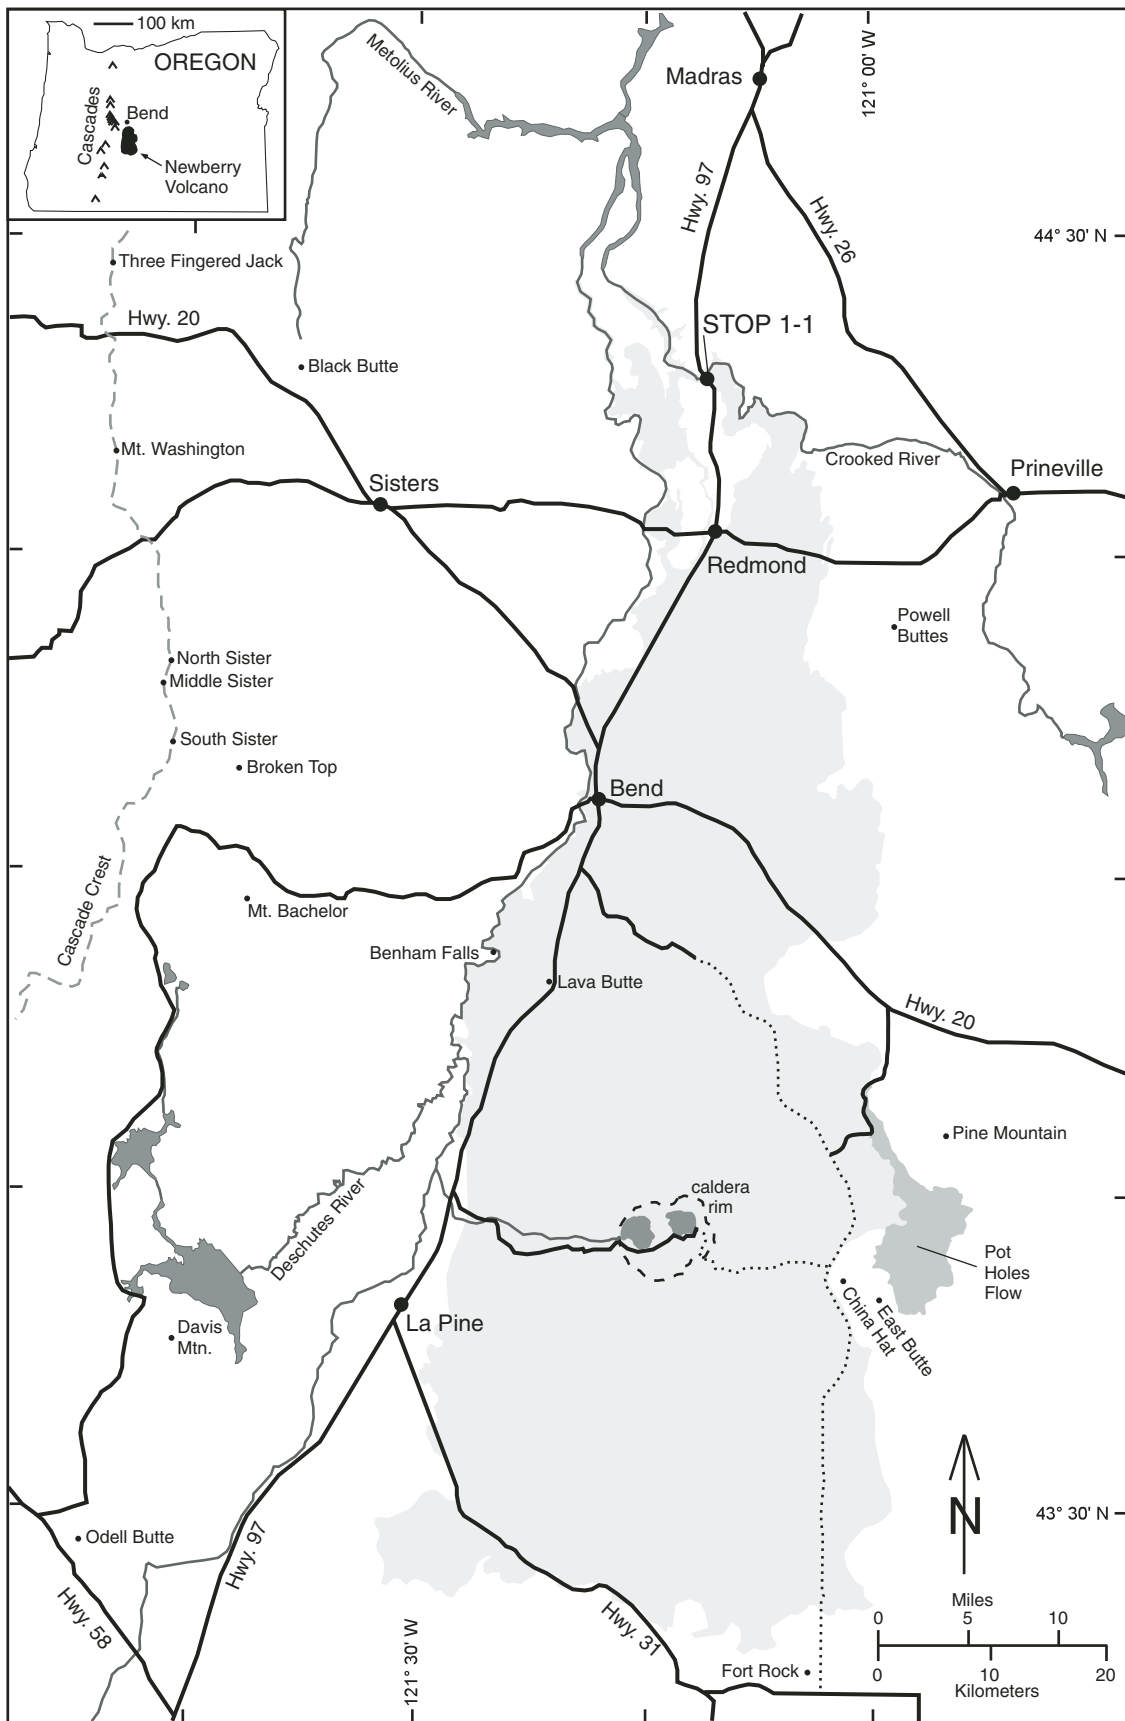 100 km
OREGON
Cascades
Bend
Newberry
Volcano
Metolius River
Madras
121° 00' W
Hwy. 97
Hwy. 26
44° 30' N
Three Fingered Jack
Hwy. 20
STOP 1-1
Black Butte
Mt. Washington
Crooked River
Prineville
Sisters
Redmond
Powell
Buttes
North Sister
Middle Sister
South Sister
Broken Top
Bend
Cascade Crest
Mt. Bachelor
Benham Falls
Lava Butte
Hwy. 20
Pine Mountain
caldera
rim
Deschutes River
Pot
Holes
Flow
China Hat
East Butte
La Pine
Davis
Mtn.
N
43° 30' N
Odell Butte
Hwy. 97
Hwy. 58
121° 30' W
Hwy. 31
Fort Rock
Miles
0 5 10
0 10 20
Kilometers